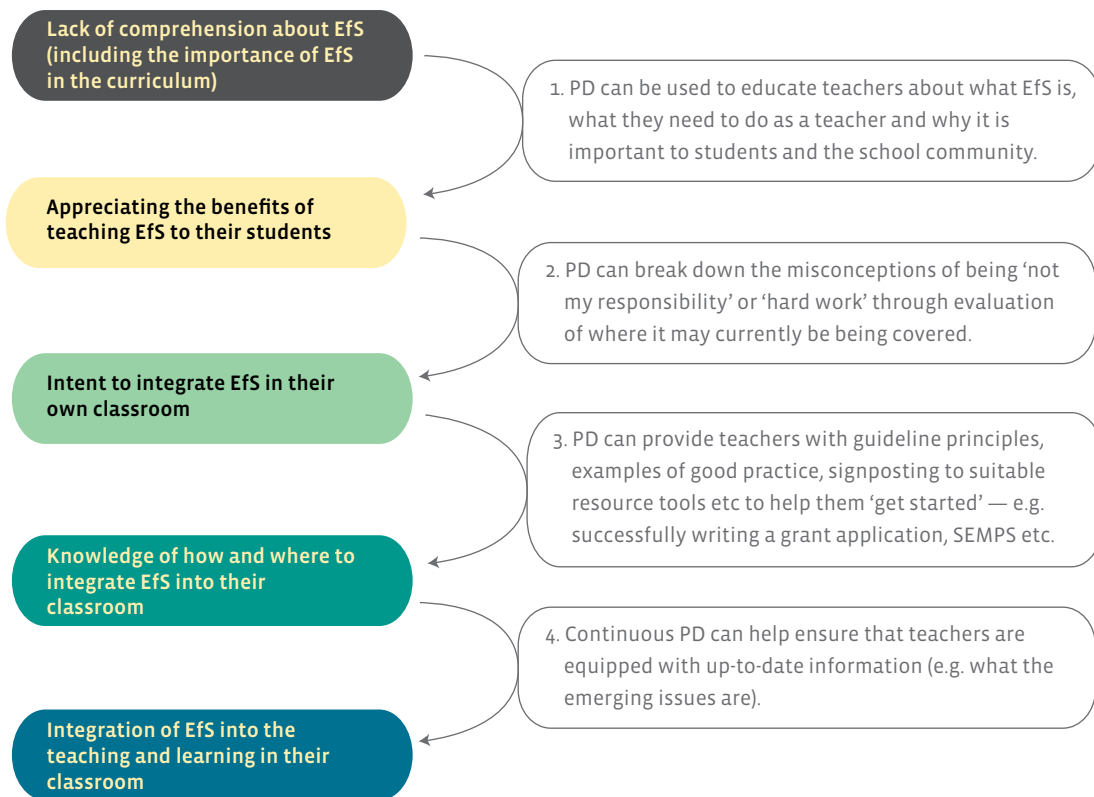 Lack of comprehension about EfS
(including the importance of EfS
in the curriculum)
1. PD can be used to educate teachers about what EfS is,
what they need to do as a teacher and why it is
important to students and the school community.
Appreciating the benefits of
teaching EfS to their students
2. PD can break down the misconceptions of being ‘not
my responsibility’ or ‘hard work’ through evaluation
of where it may currently be being covered.
Intent to integrate EfS in their
own classroom
3. PD can provide teachers with guideline principles,
examples of good practice, signposting to suitable
resource tools etc to help them ‘get started’ — e.g.
successfully writing a grant application, SEMPS etc.
Knowledge of how and where to
integrate EfS into their
classroom
4. Continuous PD can help ensure that teachers are
equipped with up-to-date information (e.g. what the
emerging issues are).
Integration of EfS into the
teaching and learning in their
classroom